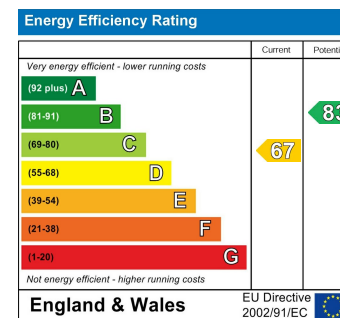 Energy Efficiency Rating
Current Potenti
Very energy efficient - lower running costs
(92 plus) A
(81-91) B 83
(69-80) C
67
(55-68) D
(39-54) E
(21-38) F
(1-20) G
Not energy efficient - higher running costs
England & Wales
EU Directive
2002/91/EC